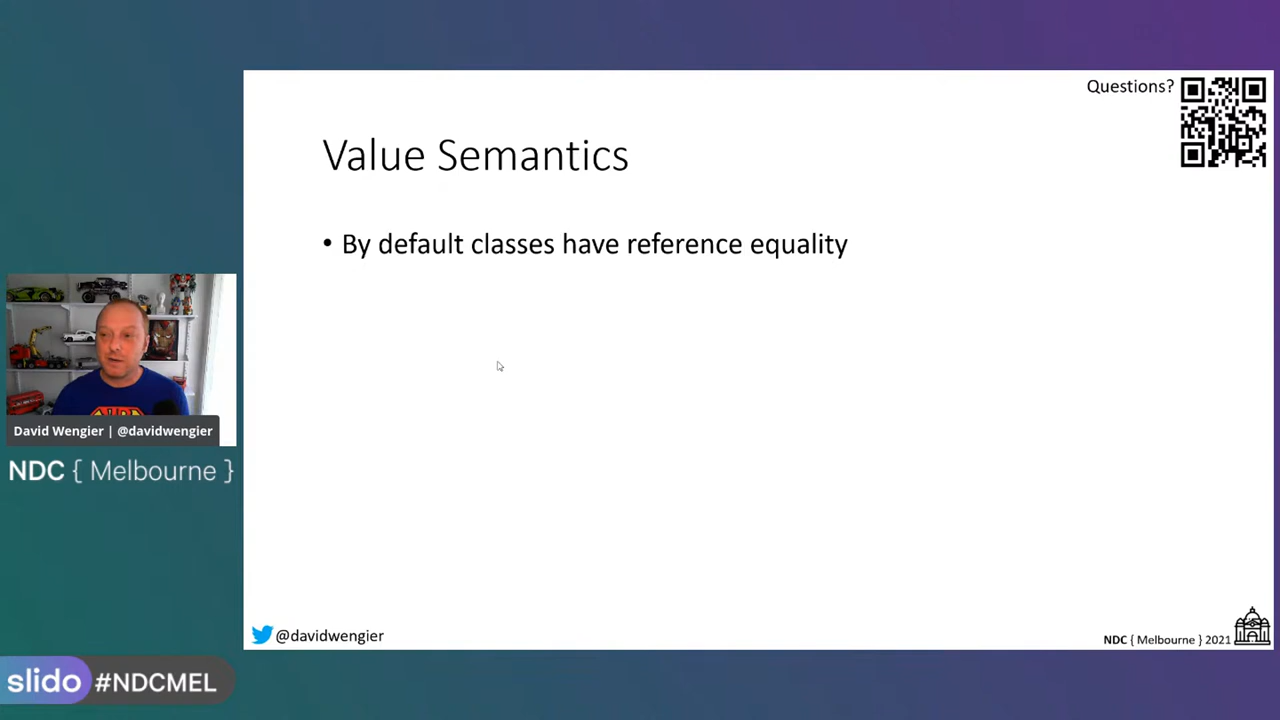 Questions?
Value Semantics
• By default classes have reference equality
David Wengier | @davidwengier
NDC { Melbourne }
@davidwengier
NDC { Melbourne } 2021
slido #NDCMEL